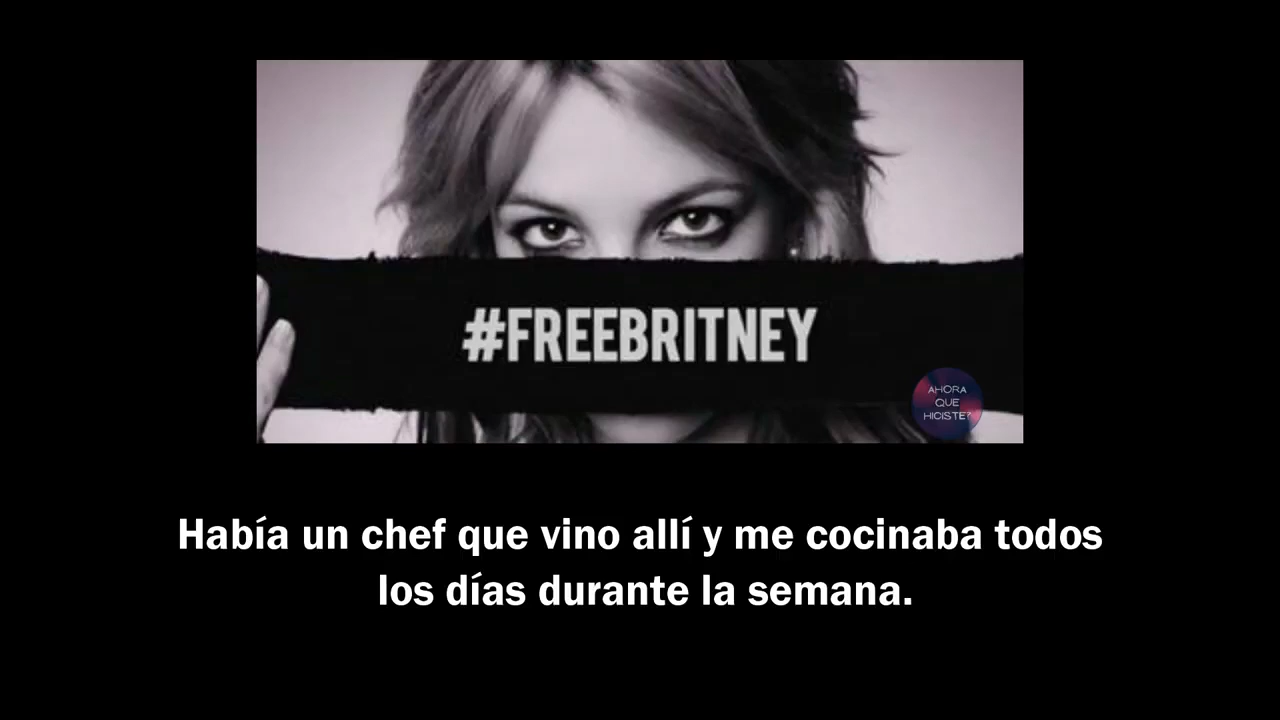 #FREEBRITNEY
AHORA
QUE
HICISTE?
Había un chef que vino allí y me cocinaba todos
los días durante la semana.